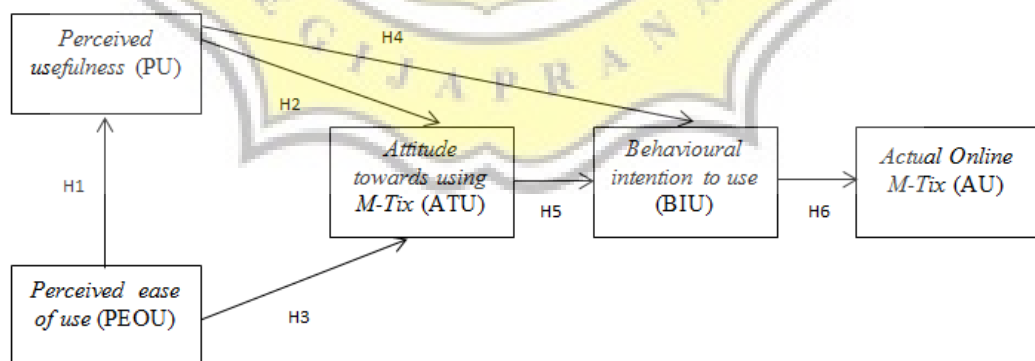 GIJAPRANA
Perceived
usefulness (PU)
H4
H2
Attitude
towards using
M-Tix (ATU)
Behavioural
intention to use
(BIU)
Actual Online
M-Tix (AU)
H1
H5
H6
Perceived ease
of use (PEOU)
H3